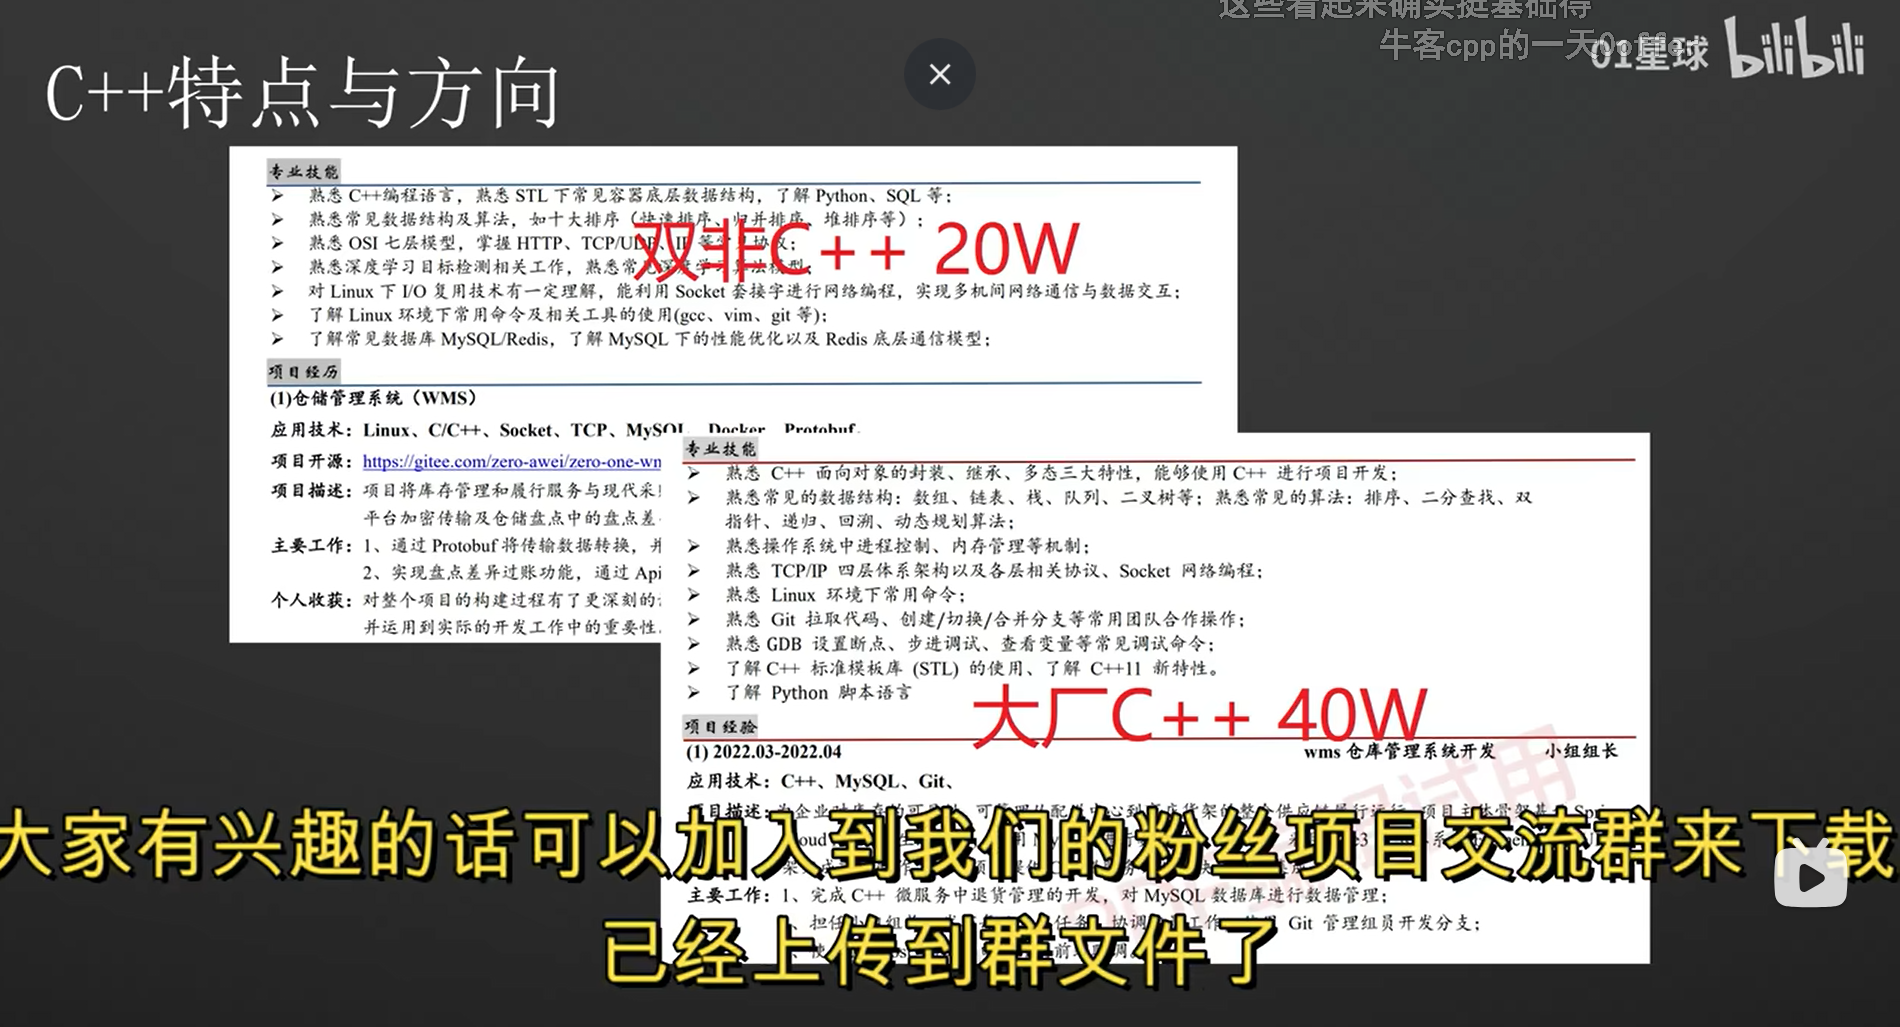 这些看起来确实挺基础得
牛客cpp的一天0offer
01星球 bilibili
C++特点与方向
专业技能
熟悉 C++编程语言，熟悉 STL 下常见容器底层数据结构，了解 Python、SQL 等；
熟悉常见数据结构及算法，如十大排序（快速排序、归并排序、堆排序等）；
双非C++ 20W
熟悉 OSI 七层模型，掌握 HTTP、TCP/UDP、IP 等常见协议；
熟悉深度学习目标检测相关工作，熟悉常见深度学习算法模型；
对 Linux 下 I/O 复用技术有一定理解，能利用 Socket 套接字进行网络编程，实现多机间网络通信与数据交互；
了解 Linux 环境下常用命令及相关工具的使用(gcc、vim、git 等)；
了解常见数据库 MySQL/Redis，了解 MySQL 下的性能优化以及 Redis 底层通信模型；
项目经历
(1)仓储管理系统（WMS）
应用技术：Linux、C/C++、Socket、TCP、MySQL、Docker、Protobuf、
项目开源：https://gitee.com/zero-awei/zero-one-wm
项目描述：项目将库存管理和履行服务与现代采
平台加密传输及仓储盘点中的盘点差
主要工作：1、通过 Protobuf 将传输数据转换，并
2、实现盘点差异过账功能，通过 Api
个人收获：对整个项目的构建过程有了更深刻的
并运用到实际的开发工作中的重要性。
专业技能
熟悉 C++ 面向对象的封装、继承、多态三大特性，能够使用 C++ 进行项目开发；
熟悉常见的数据结构：数组、链表、栈、队列、二叉树等；熟悉常见的算法：排序、二分查找、双
指针、递归、回溯、动态规划算法；
熟悉操作系统中进程控制、内存管理等机制；
熟悉 TCP/IP 四层体系架构以及各层相关协议、Socket 网络编程；
熟悉 Linux 环境下常用命令；
熟悉 Git 拉取代码、创建/切换/合并分支等常用团队合作操作；
熟悉 GDB 设置断点、步进调试、查看变量等常见调试命令；
了解 C++ 标准模板库 (STL) 的使用、了解 C++11 新特性。
了解 Python 脚本语言
大厂C++ 40W
项目经验
(1) 2022.03-2022.04 wms 仓库管理系统开发 小组组长
应用技术：C++、MySQL、Git、
项目描述：
大家有兴趣的话可以加入到我们的粉丝项目交流群来下载
主要工作：1、完成 C++ 微服务中退货管理的开发，对 MySQL 数据库进行数据管理；
Git 管理组员开发分支；
已经上传到群文件了